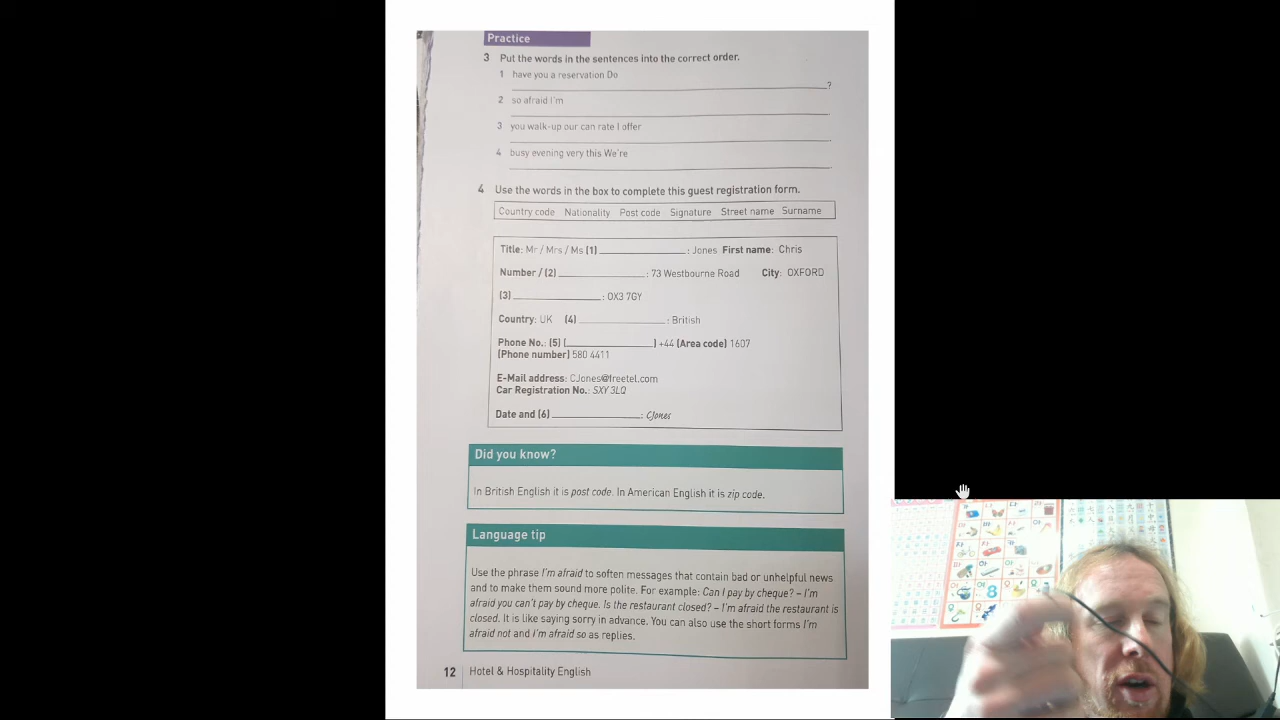 Practice
3 Put the words in the sentences into the correct order.
1 have you a reservation Do
?
2 so afraid I'm
3 you walk-up our can rate I offer
4 busy evening very this We're
4 Use the words in the box to complete this guest registration form.
Country code Nationality Post code Signature Street name Surname
Title: Mr / Mrs / Ms (1) ____________ : Jones First name: Chris
Number / (2) ____________ : 73 Westbourne Road City: OXFORD
(3) ____________ : OX3 7GY
Country: UK (4) ____________ : British
Phone No.: (5) (____________) +44 (Area code) 1607
(Phone number) 580 4411
E-Mail address: CJones@freetel.com
Car Registration No.: SXY 3LQ
Date and (6) ____________ : CJones
Did you know?
In British English it is post code. In American English it is zip code.
Language tip
Use the phrase I'm afraid to soften messages that contain bad or unhelpful news
and to make them sound more polite. For example: Can I pay by cheque? – I'm
afraid you can't pay by cheque. Is the restaurant closed? – I'm afraid the restaurant is
closed. It is like saying sorry in advance. You can also use the short forms I'm
afraid not and I'm afraid so as replies.
12 Hotel & Hospitality English